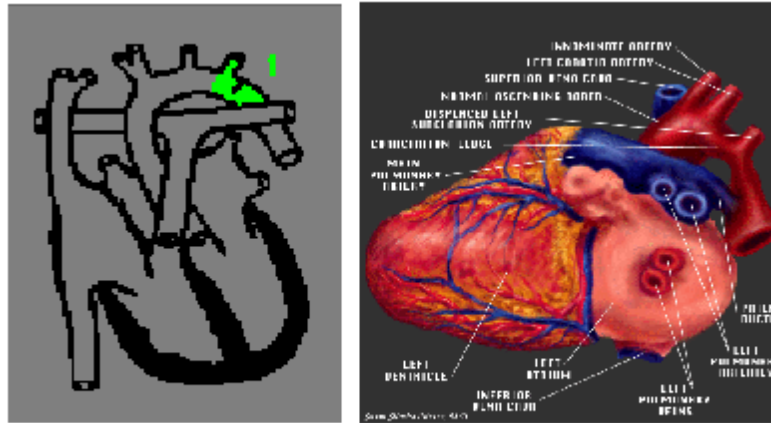 1
INNOMINATE ARTERY
LEFT CAROTID ARTERY
SUPERIOR VENA CAVA
NORMAL ASCENDING AORTA
DISPLACED LEFT
SUBCLAVIAN ARTERY
COARCTATION LEDGE
MAIN
PULMONARY
ARTERY
LEFT
VENTRICLE
LEFT
ATRIUM
INFERIOR
VENA CAVA
LEFT
PULMONARY
VEINS
LEFT
PULMONARY